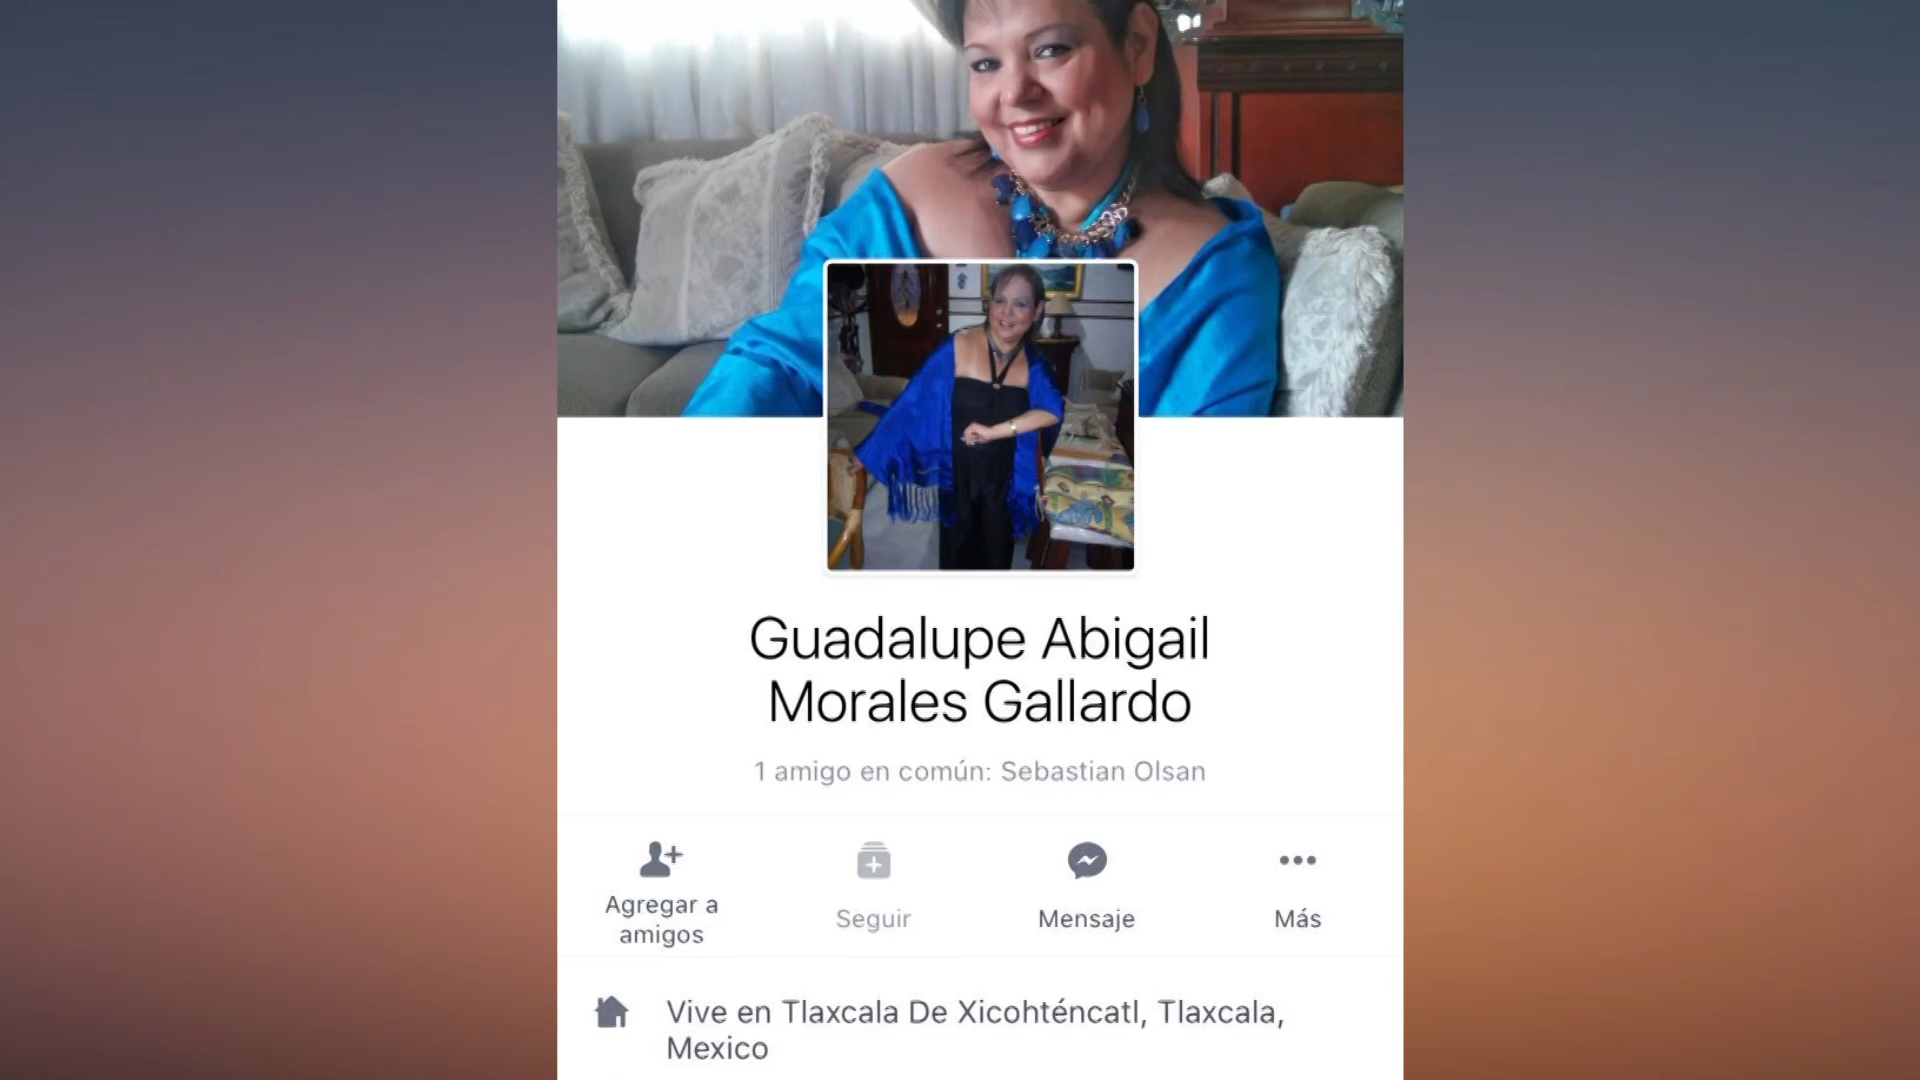 Guadalupe Abigail
Morales Gallardo
1 amigo en común: Sebastian Olsan
Agregar a
amigos
Seguir
Mensaje
Más
Vive en Tlaxcala De Xicohténcatl, Tlaxcala,
Mexico